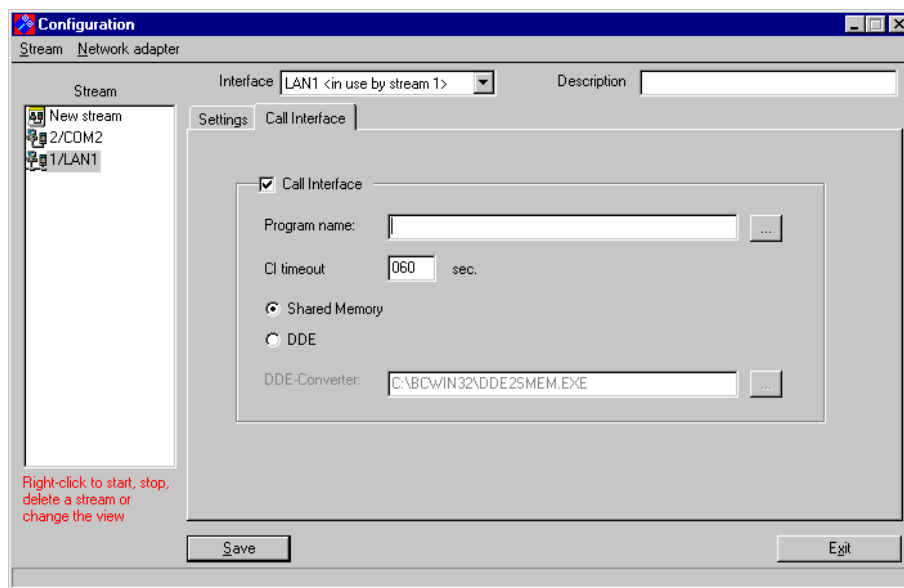 Configuration
Stream Network adapter
Stream
Interface LAN1 <in use by stream 1> Description
New stream
2/COM2
1/LAN1
Settings Call Interface
Call Interface
Program name: ...
CI timeout 060 sec.
Shared Memory
DDE
DDE-Converter: C:\BCWIN32\DDE2SMEM.EXE ...
Right-click to start, stop,
delete a stream or
change the view
Save Exit